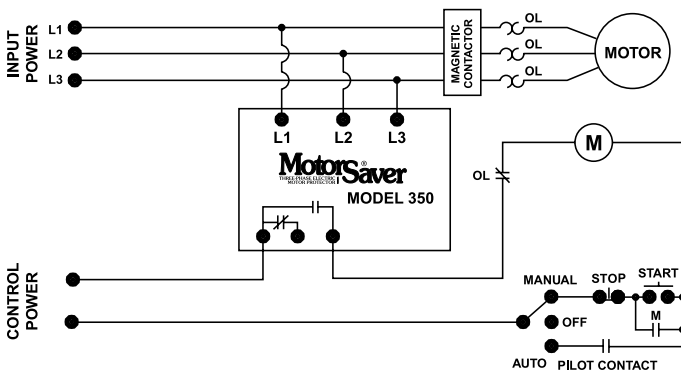 INPUT POWER
L1
L2
L3
MAGNETIC CONTACTOR
OL
OL
OL
MOTOR
L1 L2 L3
MotorSaver®
THREE-PHASE ELECTRIC
MOTOR PROTECTOR
MODEL 350
OL
M
CONTROL POWER
MANUAL STOP START
OFF
M
AUTO PILOT CONTACT